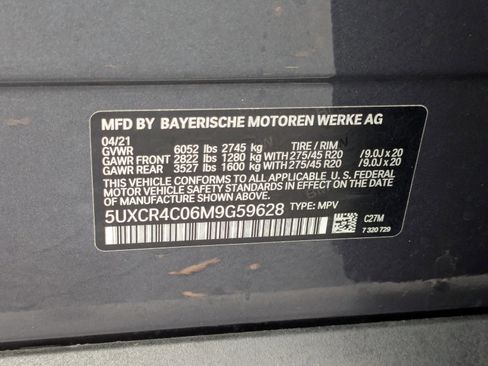 MFD BY BAYERISCHE MOTOREN WERKE AG
04/21
GVWR 6052 lbs 2745 kg TIRE / RIM
GAWR FRONT 2822 lbs 1280 kg WITH 275/45 R20 /9.0J x 20
GAWR REAR 3527 lbs 1600 kg WITH 275/45 R20 /9.0J x 20
THIS VEHICLE CONFORMS TO ALL APPLICABLE U.S. FEDERAL
MOTOR VEHICLE SAFETY STANDARDS IN EFFECT ON THE DATE
OF MANUFACTURE SHOWN ABOVE.
5UXCR4C06M9G59628 TYPE: MPV
C27M
7 320 729